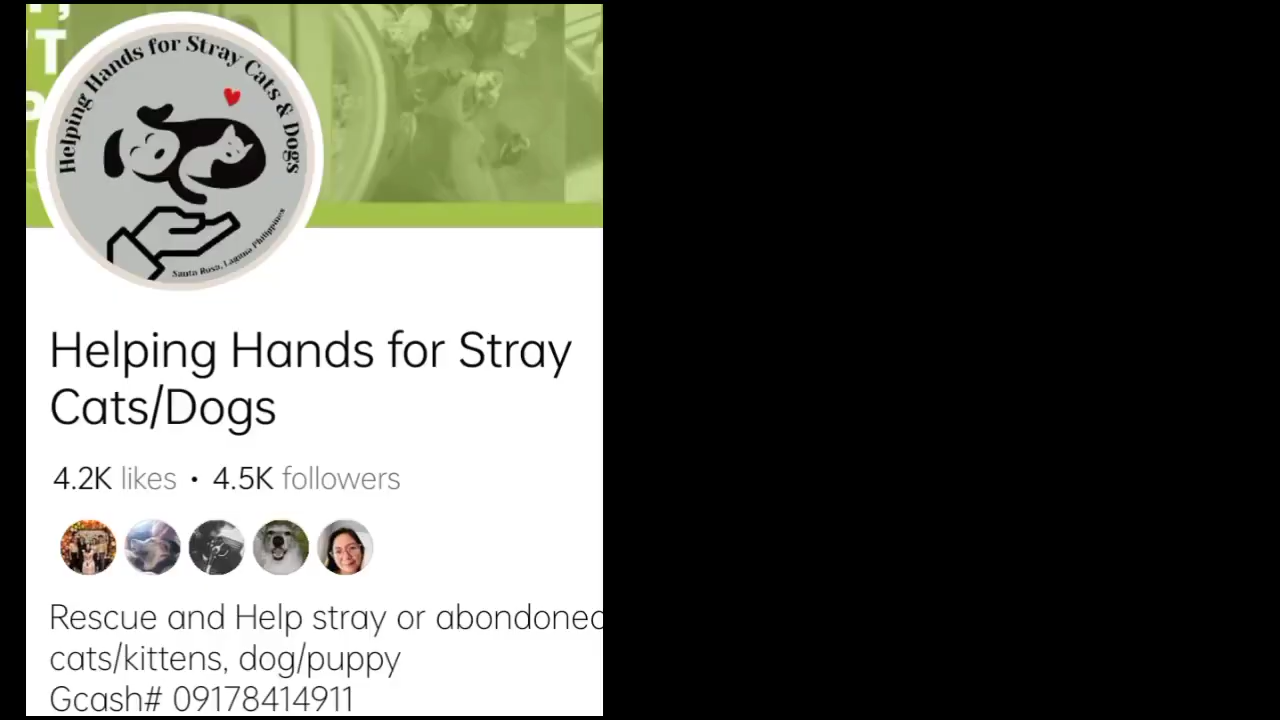 Helping Hands for Stray Cats & Dogs
Santa Rosa, Laguna Philippines
Helping Hands for Stray
Cats/Dogs
4.2K likes • 4.5K followers
Rescue and Help stray or abondoned
cats/kittens, dog/puppy
Gcash# 09178414911